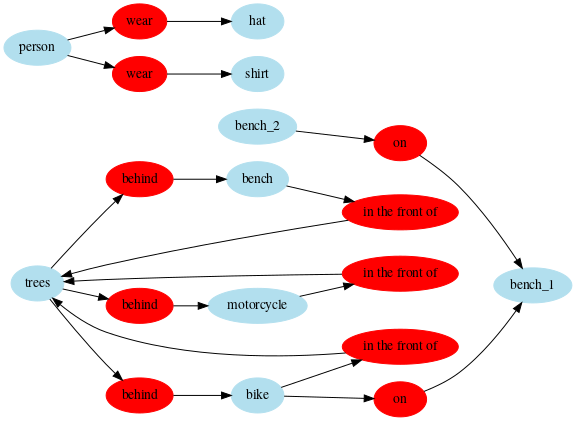 wear
hat
person
wear
shirt
bench_2
on
behind
bench
in the front of
trees
in the front of
bench_1
behind
motorcycle
in the front of
behind
bike
on